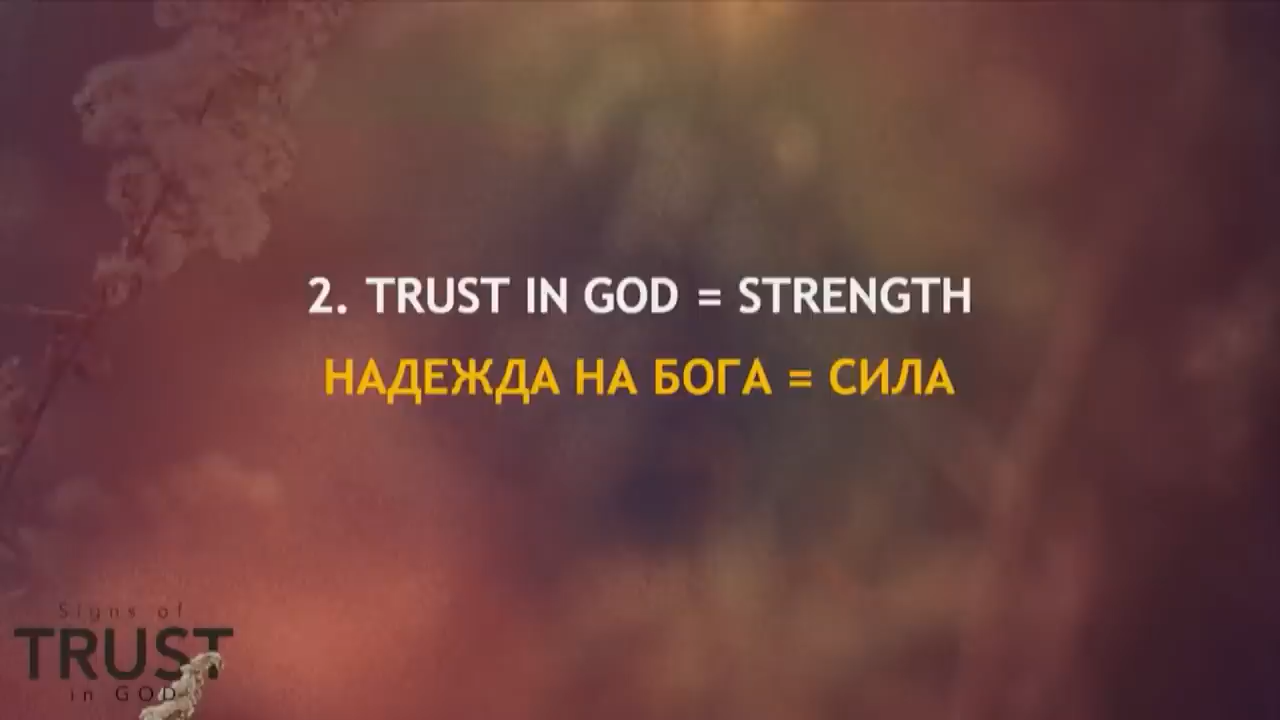 2. TRUST IN GOD = STRENGTH
НАДЕЖДА НА БОГА = СИЛА
Signs of
TRUST
in GOD